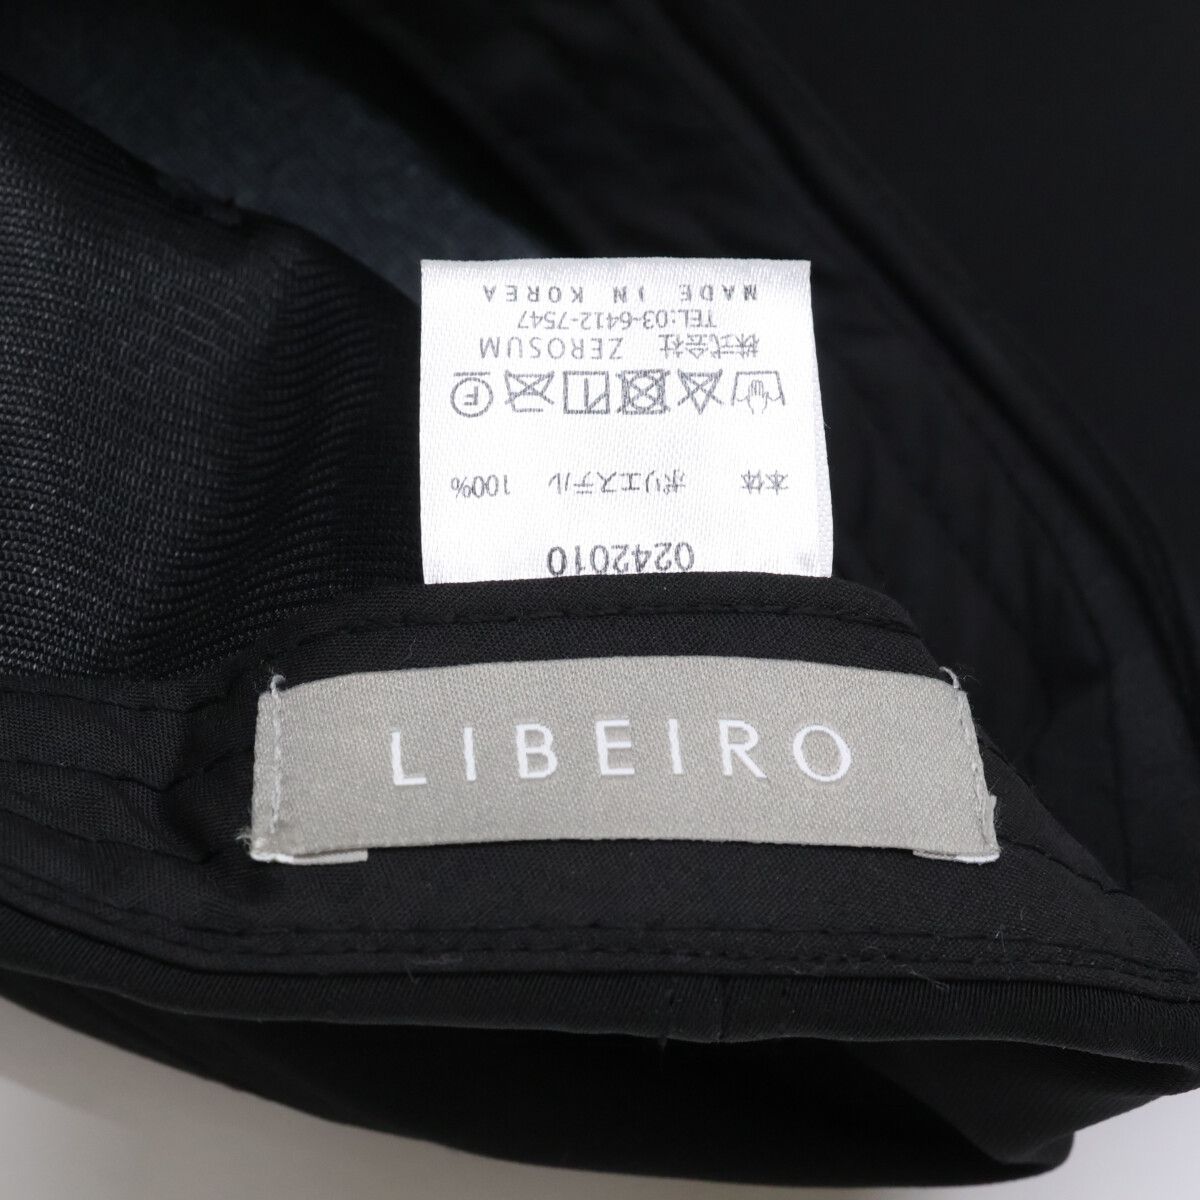 0242010
本体 ポリエステル 100%
F
株式会社 ZEROSUM
TEL:03-6412-7547
MADE IN KOREA
LIBEIRO